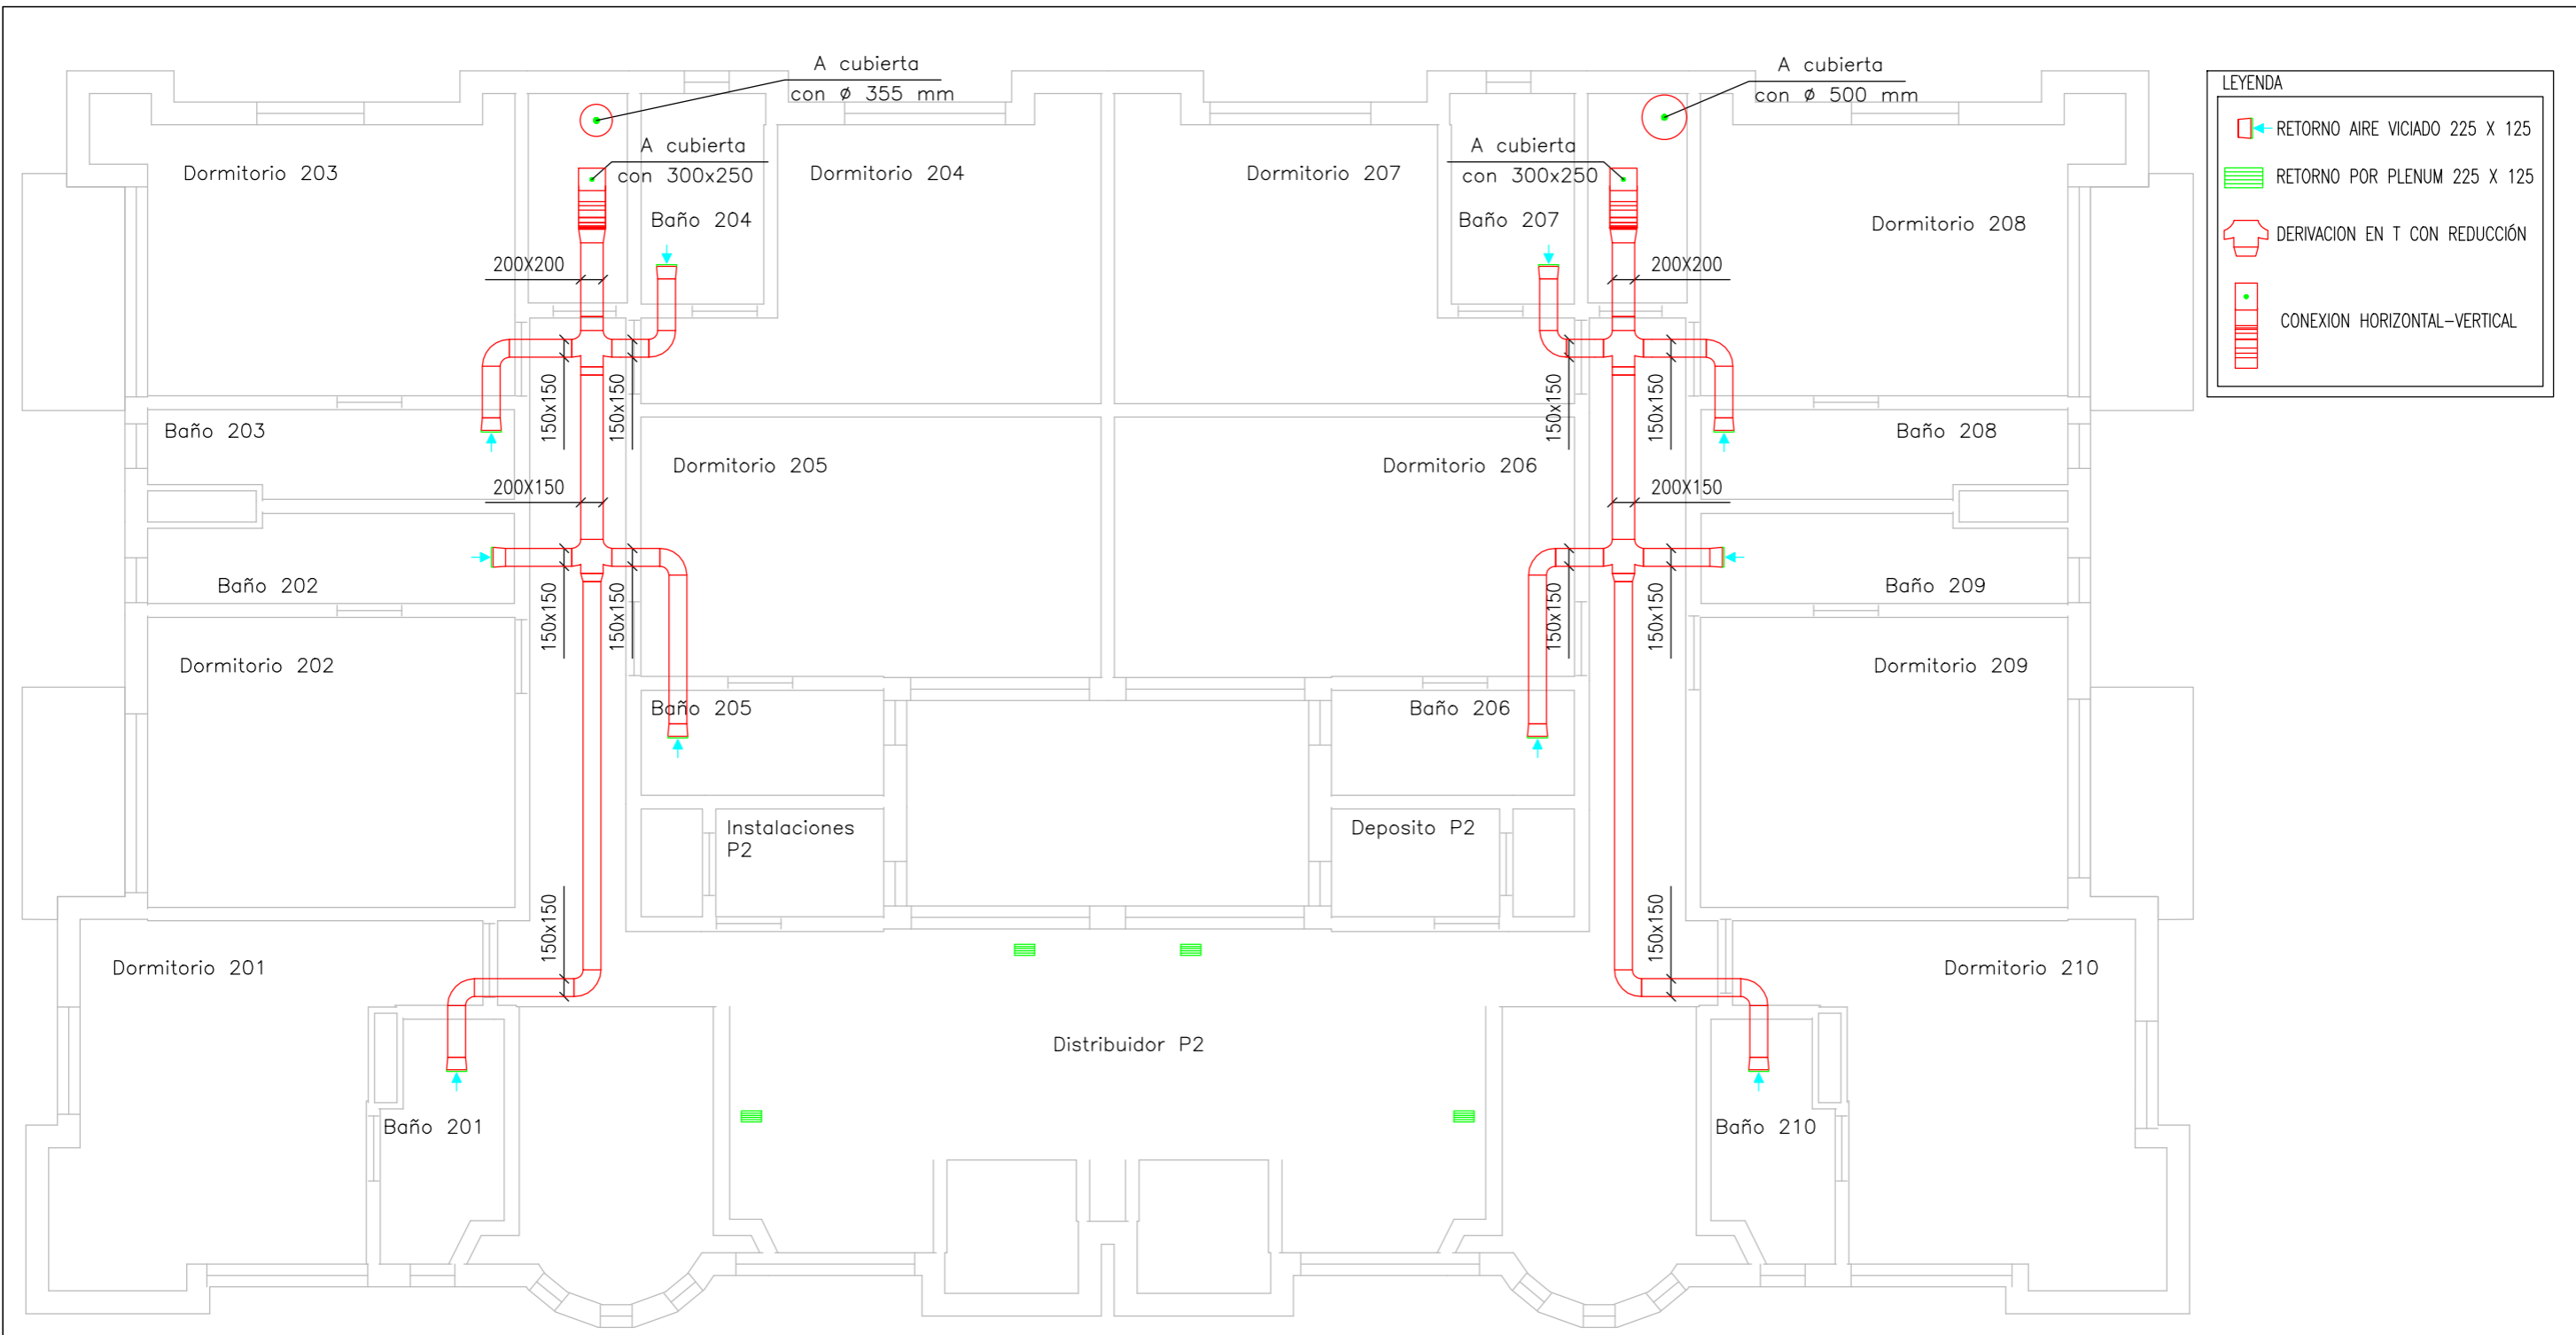 A cubierta
con ø 355 mm
A cubierta
con ø 500 mm
LEYENDA
RETORNO AIRE VICIADO 225 X 125
RETORNO POR PLENUM 225 X 125
DERIVACION EN T CON REDUCCIÓN
CONEXION HORIZONTAL-VERTICAL
A cubierta
con 300x250
A cubierta
con 300x250
Dormitorio 203
Dormitorio 204
Dormitorio 207
Dormitorio 208
Baño 204
Baño 207
200X200
200X200
150x150
150x150
150x150
150x150
Baño 203
Baño 208
Dormitorio 205
Dormitorio 206
200X150
200X150
Baño 202
Baño 209
150x150
150x150
150x150
150x150
Dormitorio 202
Dormitorio 209
Baño 205
Baño 206
Instalaciones
P2
Deposito P2
150x150
150x150
Dormitorio 201
Dormitorio 210
Distribuidor P2
Baño 201
Baño 210